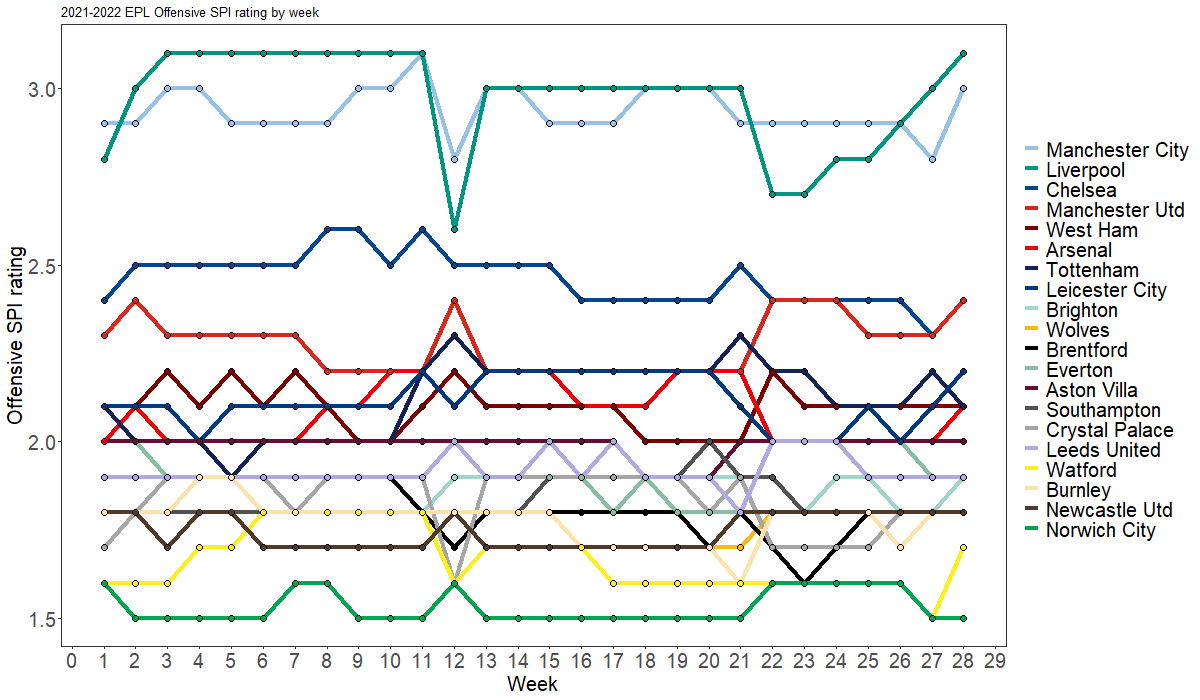 2021-2022 EPL Offensive SPI rating by week
3.0
2.5
2.0
1.5
Offensive SPI rating
0 1 2 3 4 5 6 7 8 9 10 11 12 13 14 15 16 17 18 19 20 21 22 23 24 25 26 27 28 29
Week
Manchester City
Liverpool
Chelsea
Manchester Utd
West Ham
Arsenal
Tottenham
Leicester City
Brighton
Wolves
Brentford
Everton
Aston Villa
Southampton
Crystal Palace
Leeds United
Watford
Burnley
Newcastle Utd
Norwich City